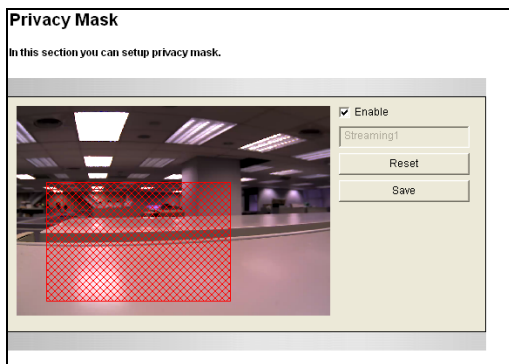 Privacy Mask
In this section you can setup privacy mask.
Enable
Streaming1
Reset
Save